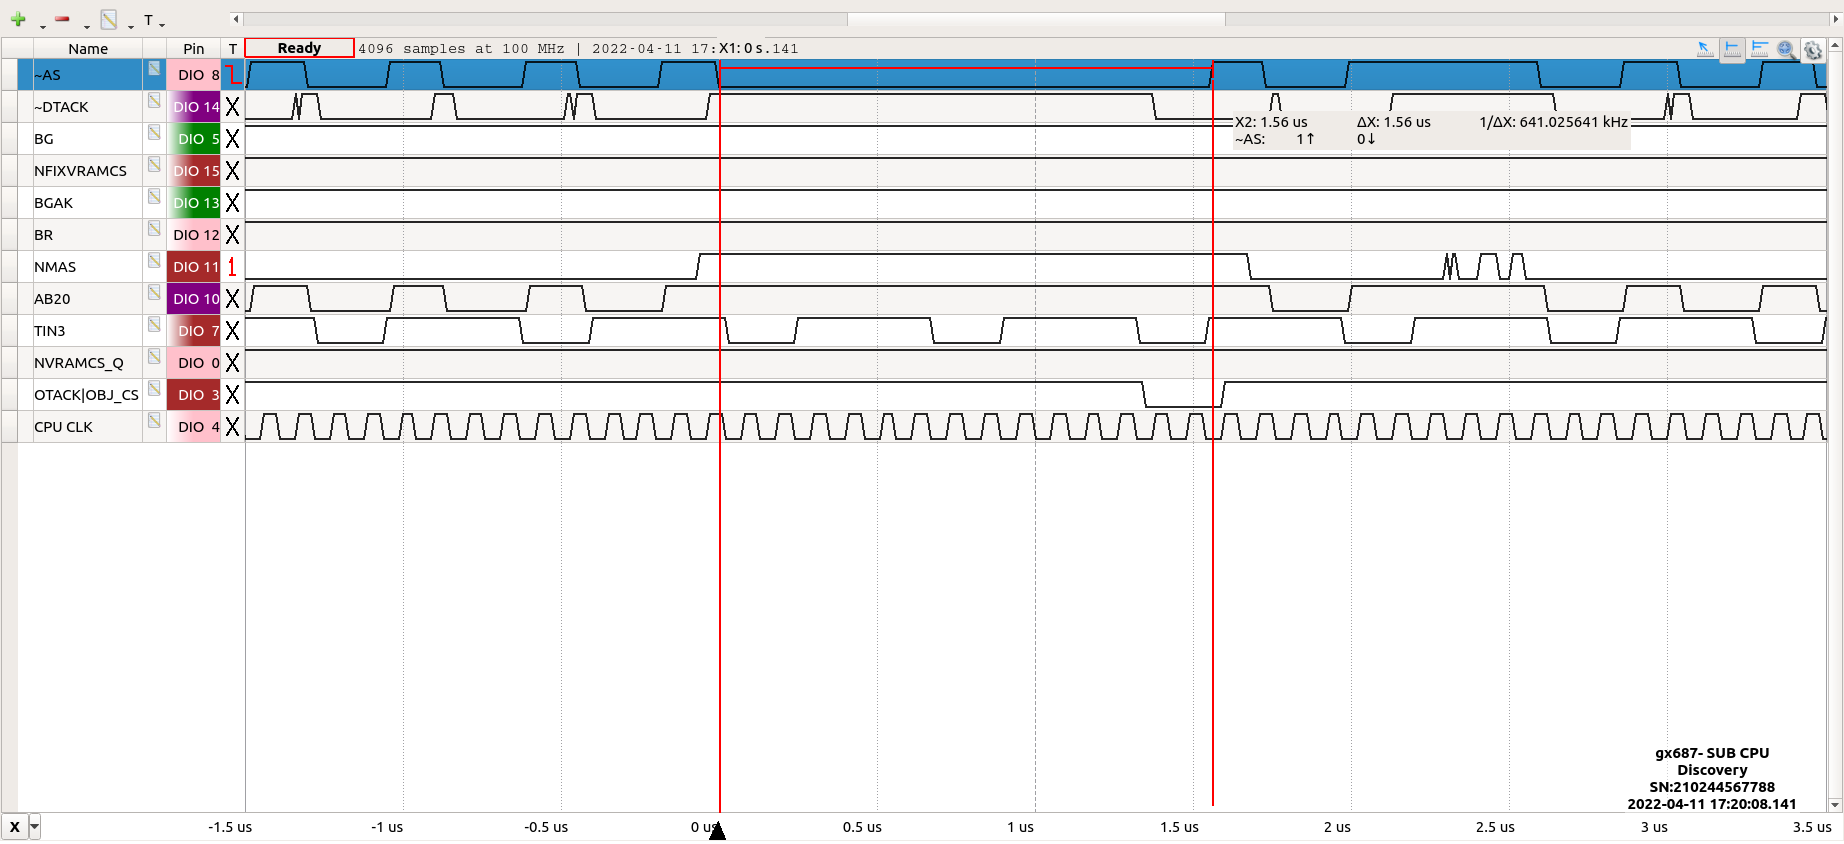 T
Name Pin T Ready 4096 samples at 100 MHz | 2022-04-11 17: X1: 0 s .141
~AS DIO 8
~DTACK DIO 14 X
X2: 1.56 us ΔX: 1.56 us 1/ΔX: 641.025641 kHz
~AS: 1↑ 0↓
BG DIO 5 X
NFIXVRAMCS DIO 15 X
BGAK DIO 13 X
BR DIO 12 X
NMAS DIO 11
AB20 DIO 10 X
TIN3 DIO 7 X
NVRAMCS_Q DIO 0 X
OTACK|OBJ_CS DIO 3 X
CPU CLK DIO 4 X
gx687- SUB CPU
Discovery
SN:210244567788
2022-04-11 17:20:08.141
X -1.5 us -1 us -0.5 us 0 us 0.5 us 1 us 1.5 us 2 us 2.5 us 3 us 3.5 us